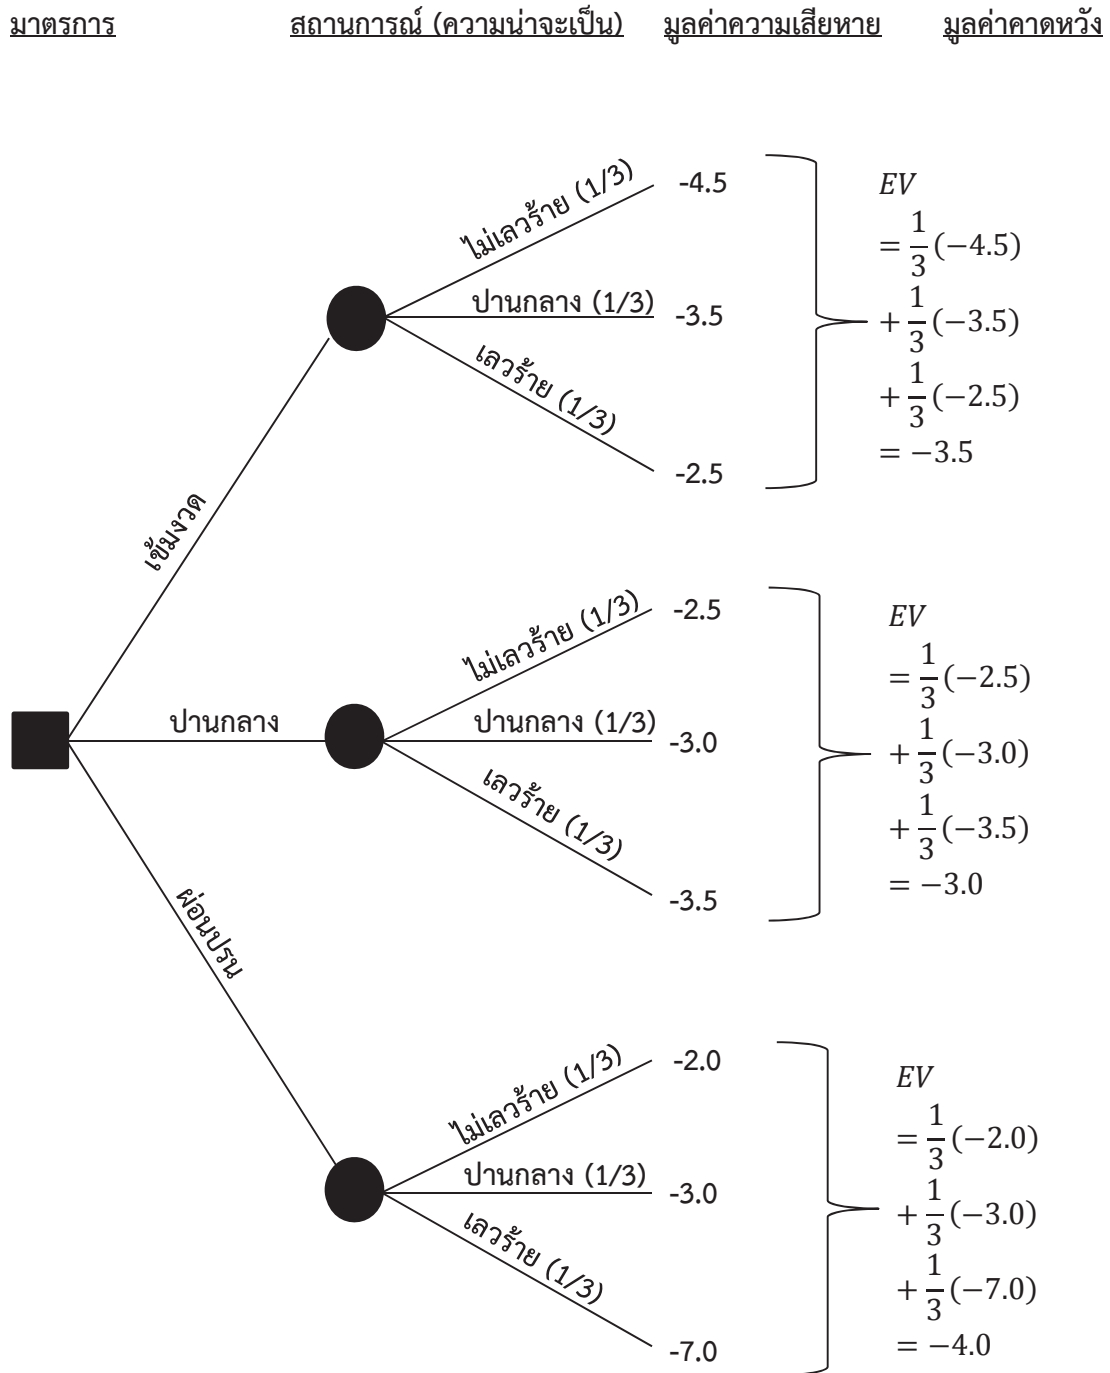 มาตรการ สถานการณ์ (ความน่าจะเป็น) มูลค่าความเสียหาย มูลค่าคาดหวัง
เข้มงวด
ไม่เลวร้าย (1/3) -4.5
ปานกลาง (1/3) -3.5
เลวร้าย (1/3) -2.5
EV
= 1/3 (−4.5)
+ 1/3 (−3.5)
+ 1/3 (−2.5)
= −3.5
ปานกลาง
ไม่เลวร้าย (1/3) -2.5
ปานกลาง (1/3) -3.0
เลวร้าย (1/3) -3.5
EV
= 1/3 (−2.5)
+ 1/3 (−3.0)
+ 1/3 (−3.5)
= −3.0
ผ่อนปรน
ไม่เลวร้าย (1/3) -2.0
ปานกลาง (1/3) -3.0
เลวร้าย (1/3) -7.0
EV
= 1/3 (−2.0)
+ 1/3 (−3.0)
+ 1/3 (−7.0)
= −4.0